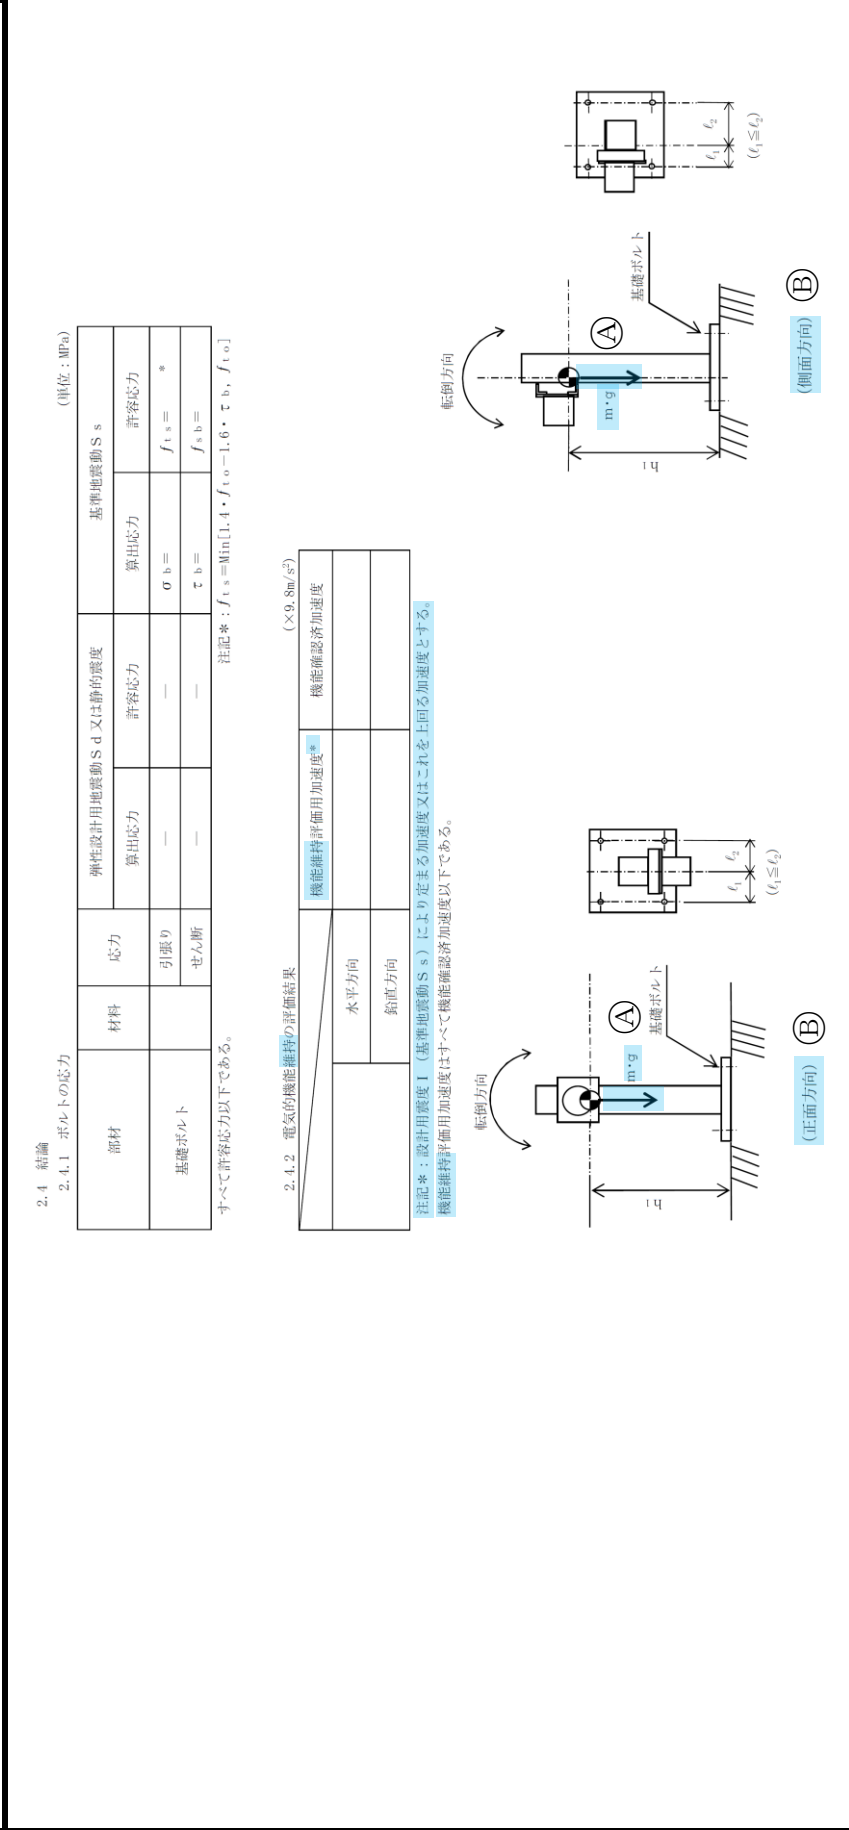 2.4 結論
2.4.1 ボルトの応力 (単位：MPa)
部材 材料 応力 弾性設計用地震動Ｓｄ又は静的震度 基準地震動Ｓｓ
算出応力 許容応力 算出応力 許容応力
基礎ボルト 引張り ― ― σb＝ fts＝ *
せん断 ― ― τb＝ fsb＝
すべて許容応力以下である。 注記＊：fts＝Min[1.4・fto－1.6・τb, fto]
2.4.2 電気的機能維持の評価結果 (×9.8m/s²)
機能維持評価用加速度* 機能確認済加速度
水平方向
鉛直方向
注記＊：設計用震度Ⅰ（基準地震動Ｓｓ）により定まる加速度又はこれを上回る加速度とする。
機能維持評価用加速度はすべて機能確認済加速度以下である。
転倒方向
Ⓐ
m・g
基礎ボルト
h1
(正面方向) Ⓑ
ℓ1 ℓ2
(ℓ1≦ℓ2)
転倒方向
Ⓐ
m・g
基礎ボルト
h1
(側面方向) Ⓑ
ℓ1 ℓ2
(ℓ1≦ℓ2)